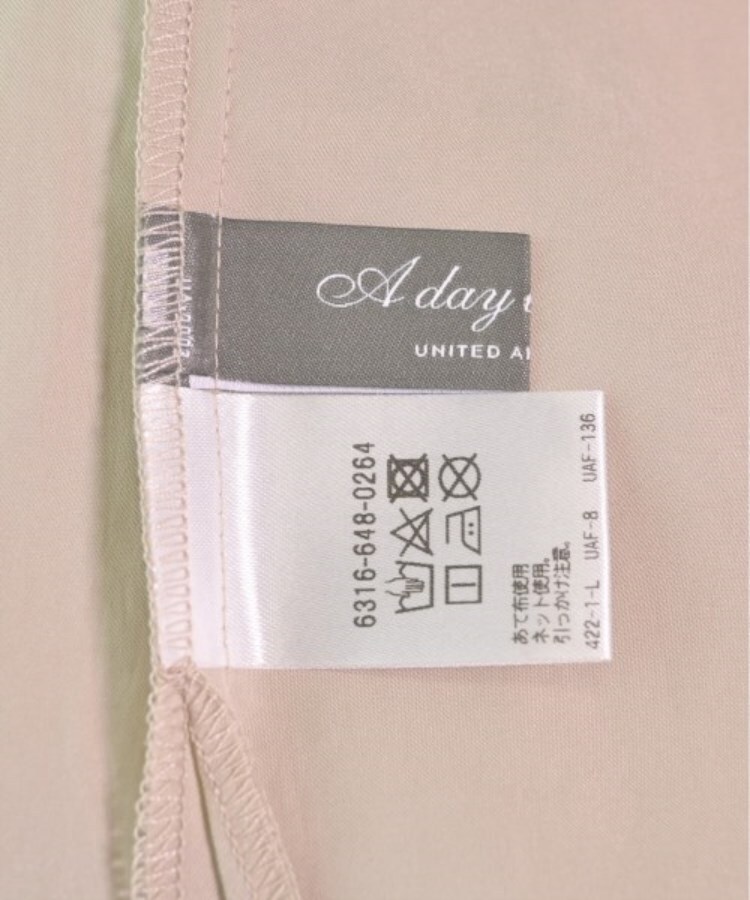 A day
UNITED A
6316-648-0264
あて布使用
ネット使用。
引っかけ注意。
422-1-L UAF-8 UAF-136